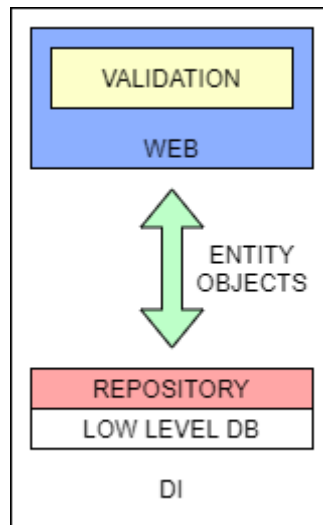 VALIDATION
WEB
ENTITY
OBJECTS
REPOSITORY
LOW LEVEL DB
DI